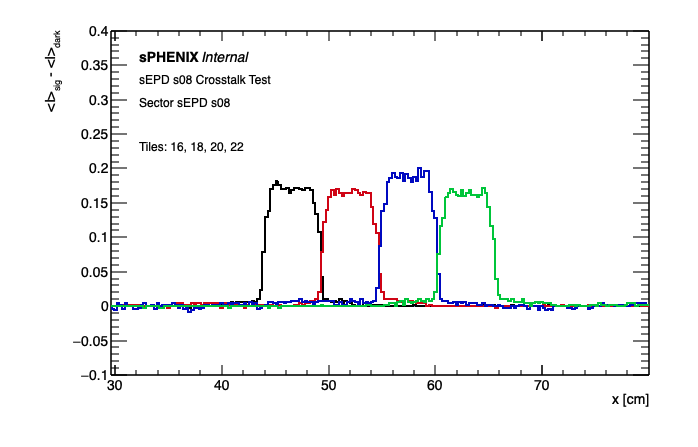 <I>sig - <I>dark
0.4
0.35
0.3
0.25
0.2
0.15
0.1
0.05
0
−0.05
−0.1
sPHENIX Internal
sEPD s08 Crosstalk Test
Sector sEPD s08
Tiles: 16, 18, 20, 22
30 40 50 60 70
x [cm]